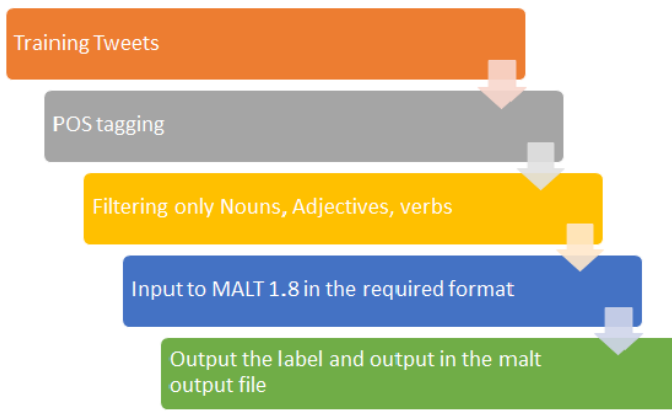 Training Tweets
POS tagging
Filtering only Nouns, Adjectives, verbs
Input to MALT 1.8 in the required format
Output the label and output in the malt
output file